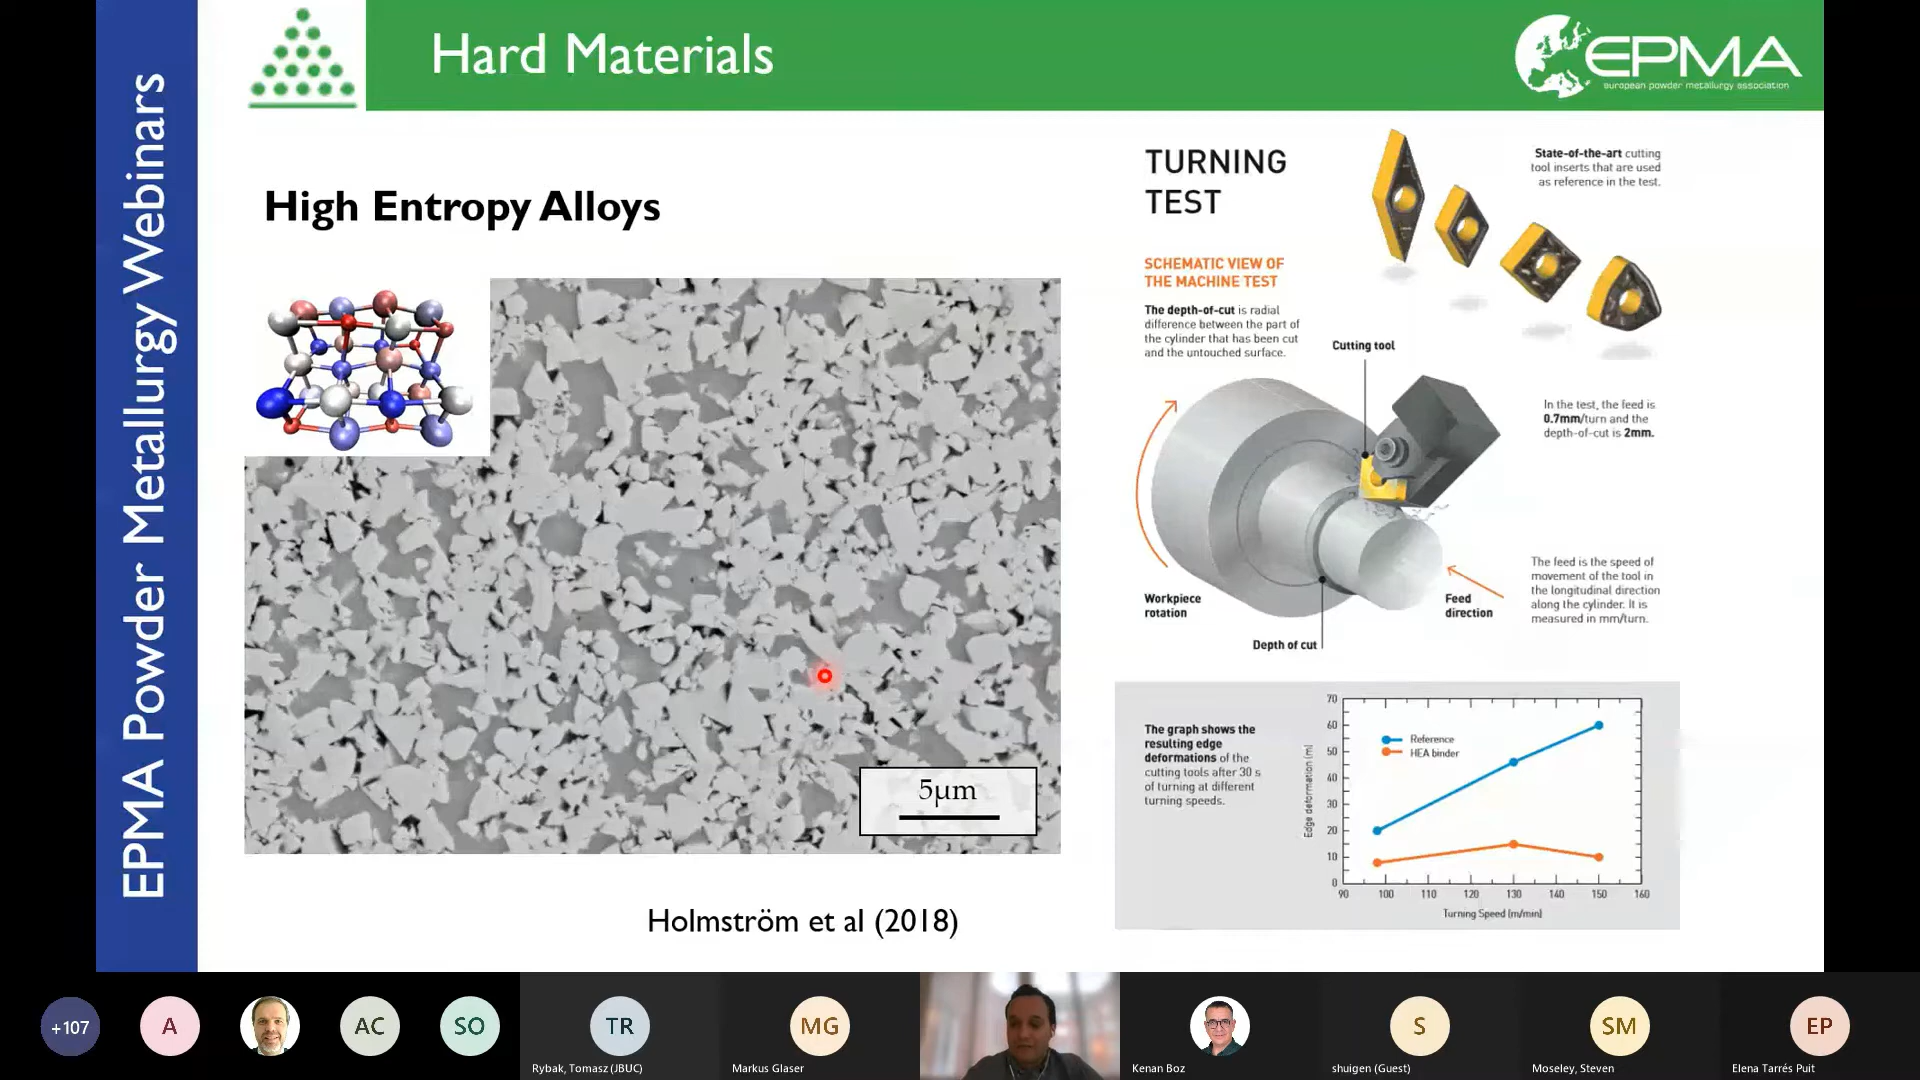 EPMA Powder Metallurgy Webinars
Hard Materials
EPMA
european powder metallurgy association
High Entropy Alloys
5µm
Holmström et al (2018)
TURNING
TEST
State-of-the-art cutting
tool inserts that are used
as reference in the test.
SCHEMATIC VIEW OF
THE MACHINE TEST
The depth-of-cut is radial
difference between the part of
the cylinder that has been cut
and the untouched surface.
Cutting tool
In the test, the feed is
0.7mm/turn and the
depth-of-cut is 2mm.
Workpiece
rotation
Feed
direction
Depth of cut
The feed is the speed of
movement of the tool in
the longitudinal direction
along the cylinder. It is
measured in mm/turn.
The graph shows the
resulting edge
deformations of the
cutting tools after 30 s
of turning at different
turning speeds.
Edge deformation [m]
70
60
50
40
30
20
10
0
Reference
HEA binder
90 100 110 120 130 140 150 160
Turning Speed [m/min]
+107
A
AC
SO
TR
Rybak, Tomasz (JBUC)
MG
Markus Glaser
Kenan Boz
S
shuigen (Guest)
SM
Moseley, Steven
EP
Elena Tarrés Puit